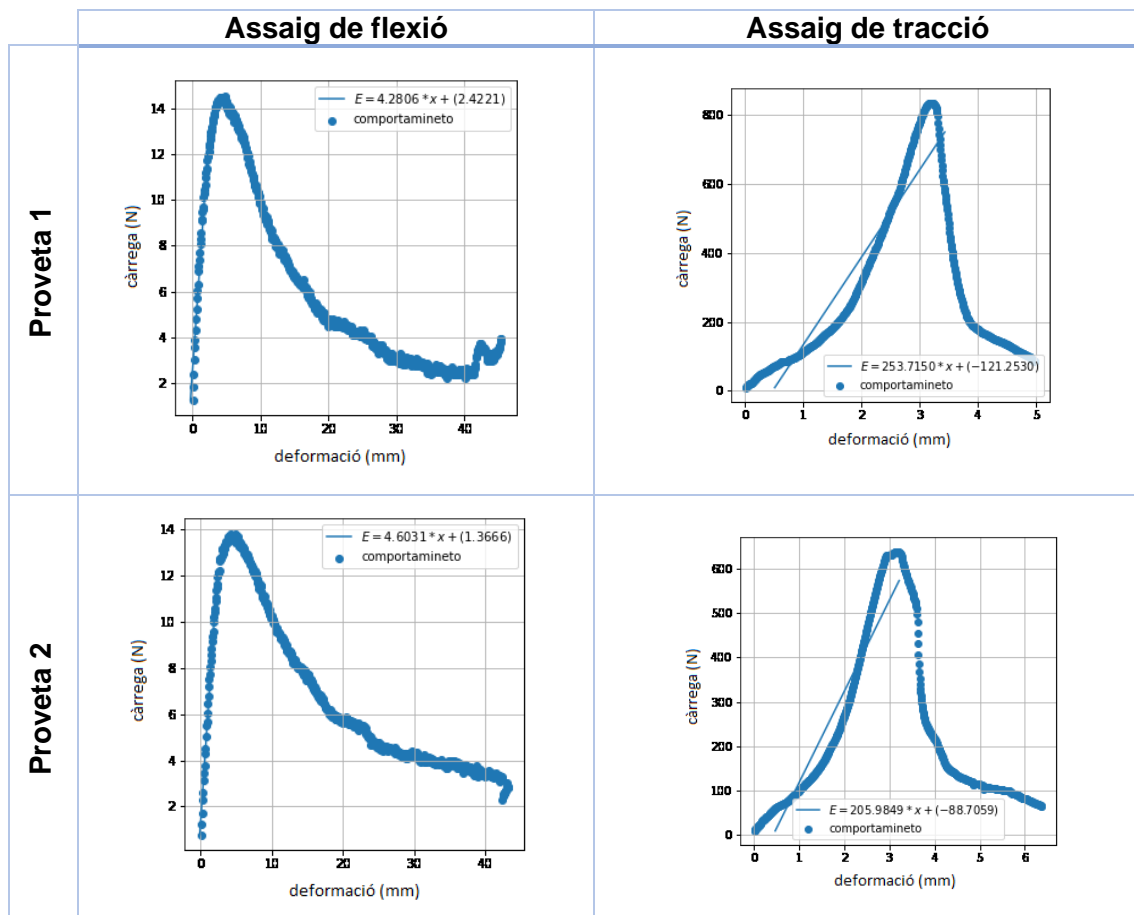 Assaig de flexió
Assaig de tracció
Proveta 1
14
12
10
8
6
4
2
càrrega (N)
E = 4.2806 * x + (2.4221)
comportamineto
0
10
20
30
40
deformació (mm)
800
600
400
200
0
càrrega (N)
E = 253.7150 * x + (−121.2530)
comportamineto
0
1
2
3
4
5
deformació (mm)
Proveta 2
14
12
10
8
6
4
2
càrrega (N)
E = 4.6031 * x + (1.3666)
comportamineto
0
10
20
30
40
deformació (mm)
600
500
400
300
200
100
0
càrrega (N)
E = 205.9849 * x + (−88.7059)
comportamineto
0
1
2
3
4
5
6
deformació (mm)